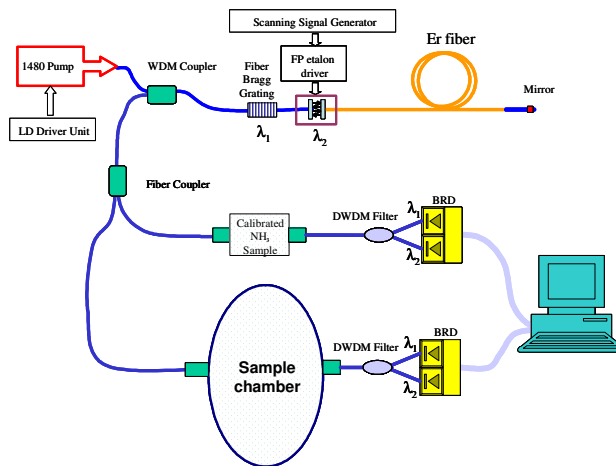 Scanning Signal Generator
1480 Pump
WDM Coupler
Fiber
Bragg
Grating
FP etalon
driver
Er fiber
Mirror
λ1
λ2
LD Driver Unit
Fiber Coupler
Calibrated
NH3
Sample
DWDM Filter
BRD
λ1
λ2
Sample
chamber
DWDM Filter
BRD
λ1
λ2